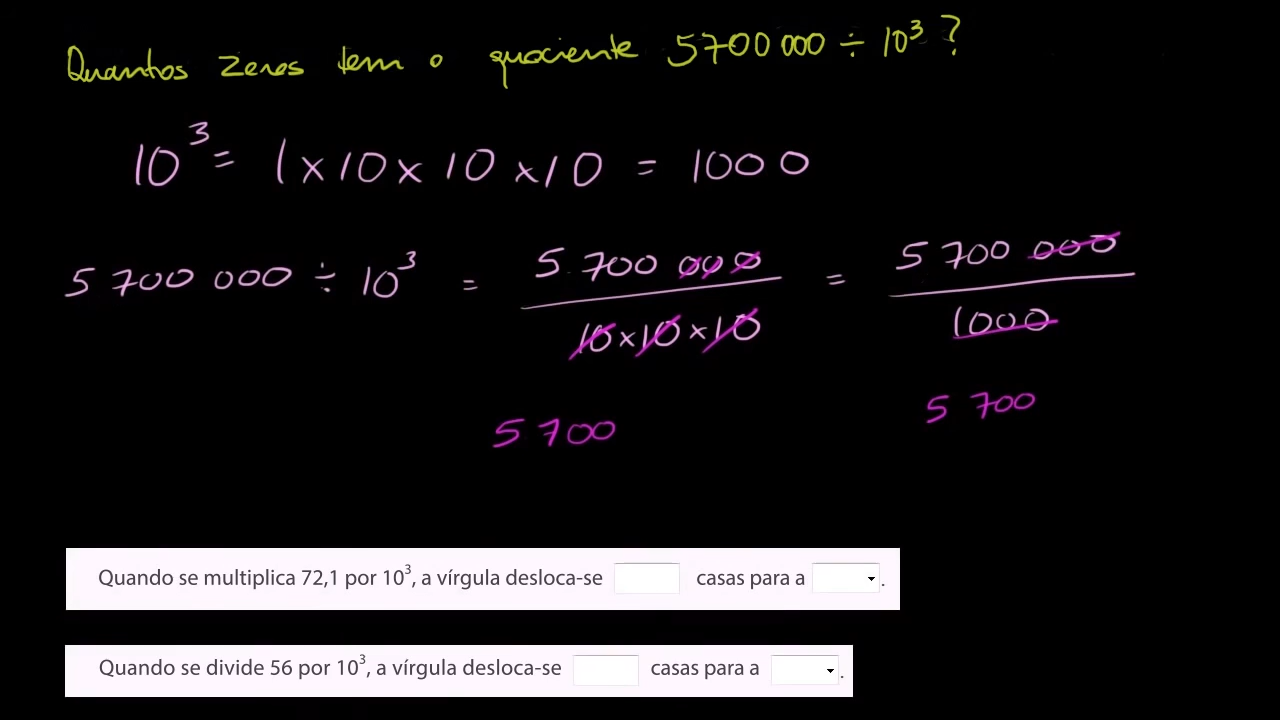 Quantos zeros tem o quociente 5700 000 ÷ 10³ ?
10³ = 1 x 10 x 10 x 10 = 1000
5 700 000 ÷ 10³ = 5 700 000 / 10 x 10 x 10 = 5 700 000 / 1000
5 700 5 700
Quando se multiplica 72,1 por 10³, a vírgula desloca-se casas para a .
Quando se divide 56 por 10³, a vírgula desloca-se casas para a .